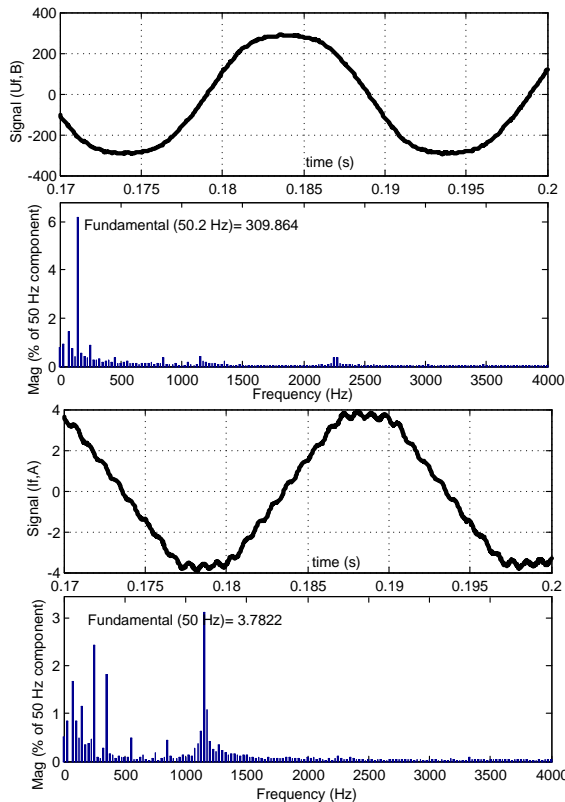 400
200
0
-200
-400
Signal (Uf,B)
time (s)
0.17 0.175 0.18 0.185 0.19 0.195 0.2
Fundamental (50.2 Hz)= 309.864
6
4
2
0
Mag (% of 50 Hz component)
0 500 1000 1500 2000 2500 3000 3500 4000
Frequency (Hz)
4
2
0
-2
-4
Signal (If,A)
time (s)
0.17 0.175 0.18 0.185 0.19 0.195 0.2
Fundamental (50 Hz)= 3.7822
3
2
1
0
Mag (% of 50 Hz component)
0 500 1000 1500 2000 2500 3000 3500 4000
Frequency (Hz)